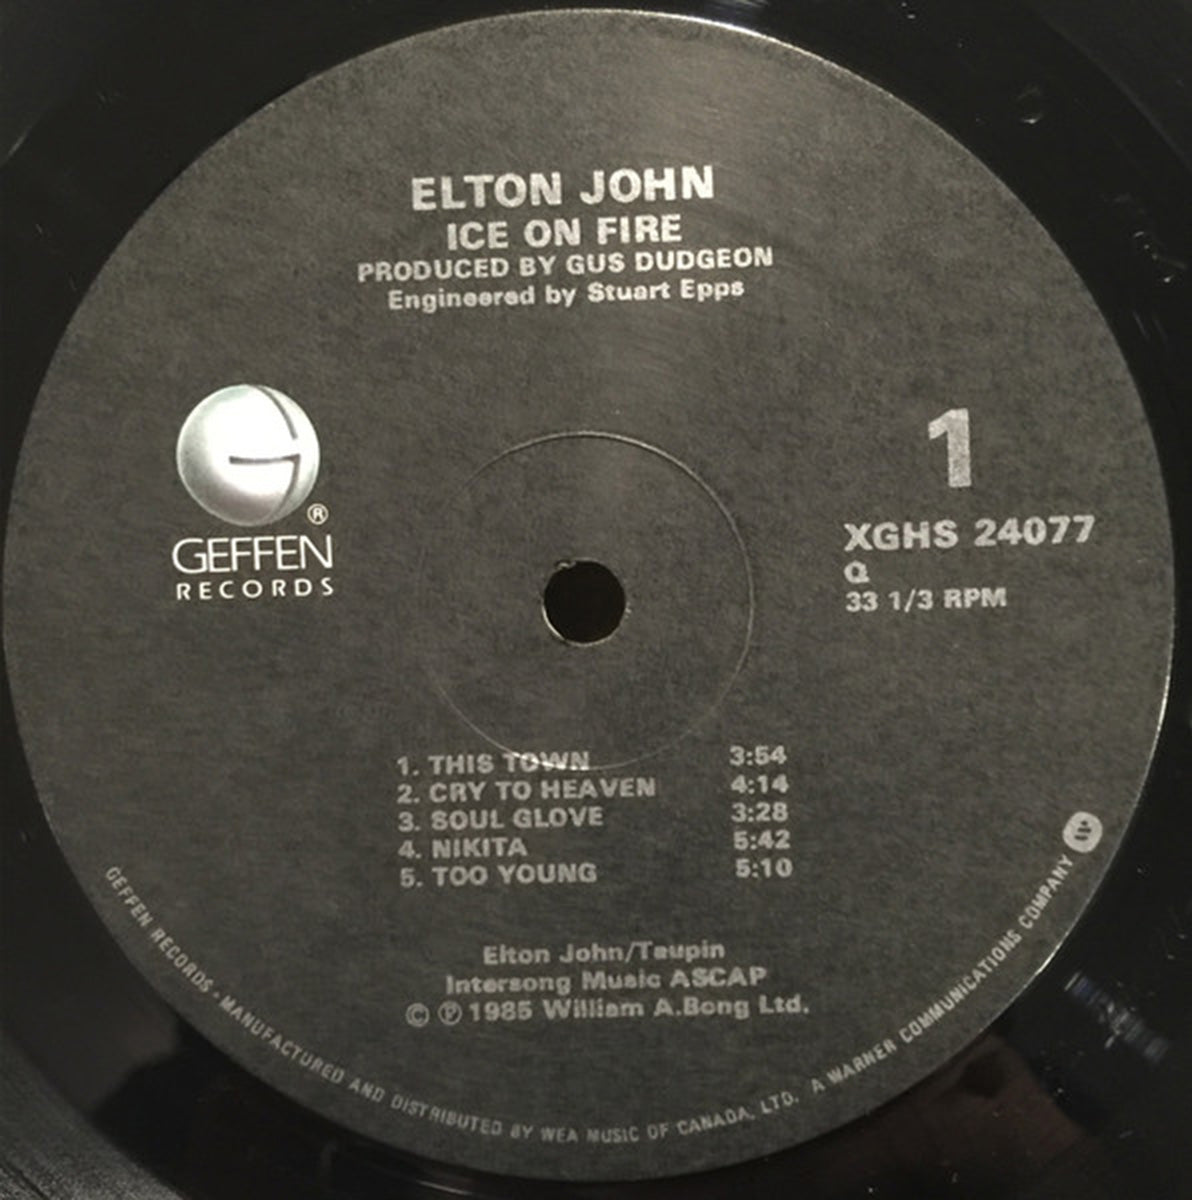 ELTON JOHN
ICE ON FIRE
PRODUCED BY GUS DUDGEON
Engineered by Stuart Epps
® 
GEFFEN
RECORDS
1
XGHS 24077
Q
33 1/3 RPM
1. THIS TOWN 3:54
2. CRY TO HEAVEN 4:14
3. SOUL GLOVE 3:28
4. NIKITA 5:42
5. TOO YOUNG 5:10
Elton John/Taupin
Intersong Music ASCAP
© ℗ 1985 William A.Bong Ltd.
GEFFEN RECORDS · MANUFACTURED AND DISTRIBUTED BY WEA MUSIC OF CANADA, LTD. A WARNER COMMUNICATIONS COMPANY